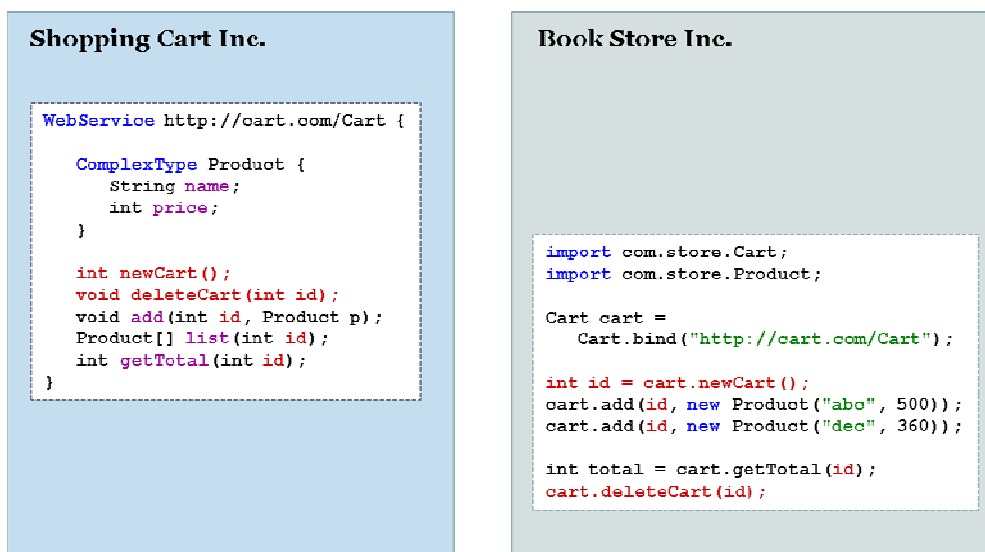 Shopping Cart Inc.
WebService http://cart.com/Cart {
ComplexType Product {
String name;
int price;
}
int newCart();
void deleteCart(int id);
void add(int id, Product p);
Product[] list(int id);
int getTotal(int id);
}
Book Store Inc.
import com.store.Cart;
import com.store.Product;
Cart cart =
Cart.bind("http://cart.com/Cart");
int id = cart.newCart();
cart.add(id, new Product("abc", 500));
cart.add(id, new Product("dec", 360));
int total = cart.getTotal(id);
cart.deleteCart(id);